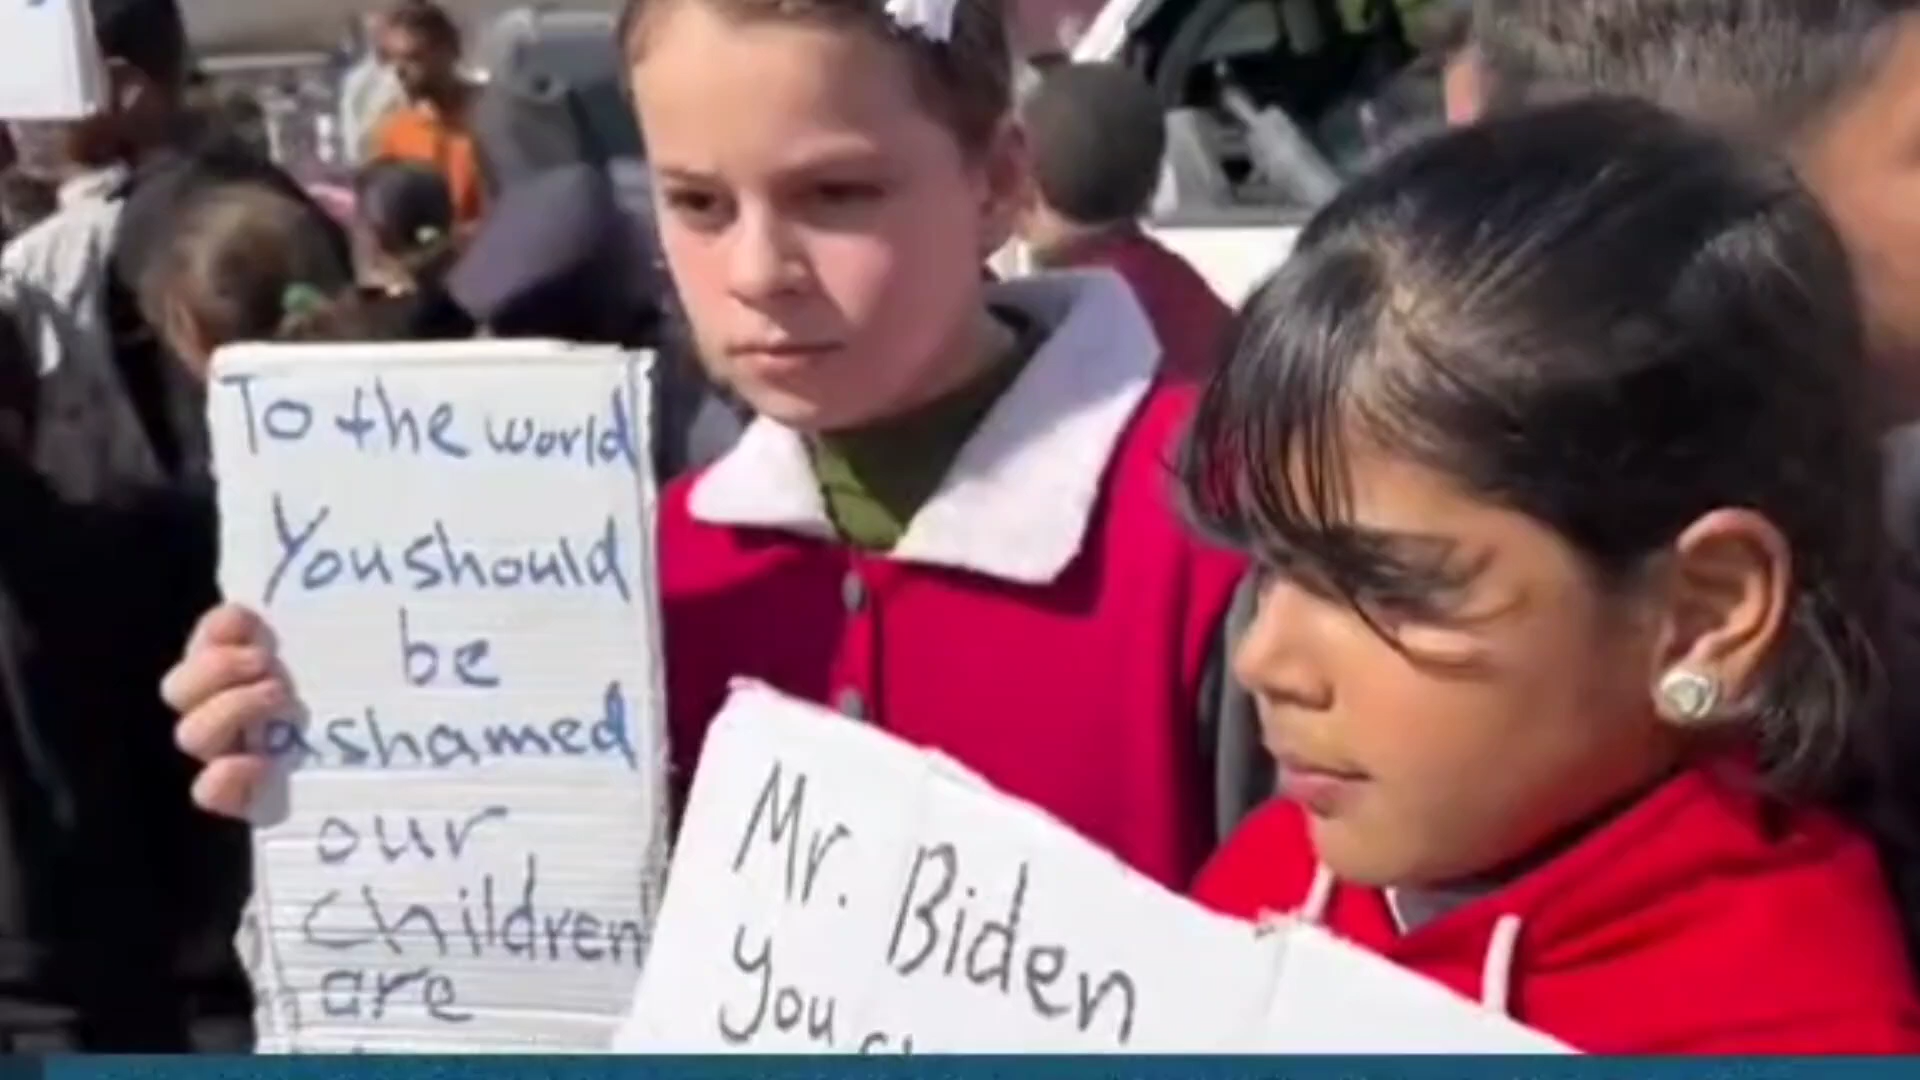 To the world
You should
be
ashamed
our
children
are
Mr. Biden
You